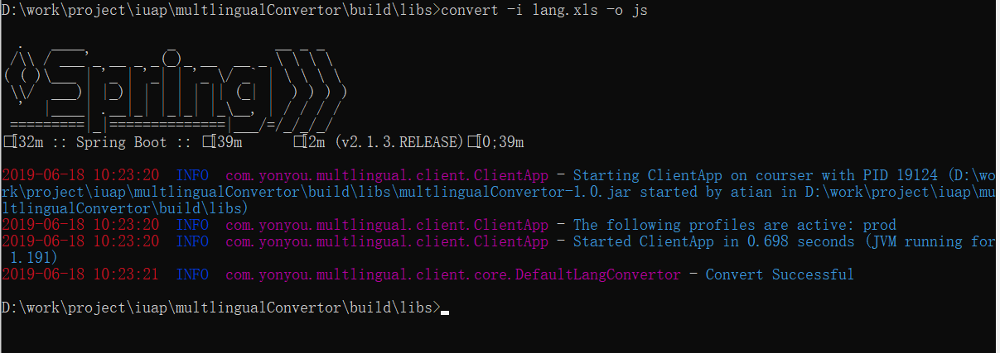 D:\work\project\iuap\multlingualConvertor\build\libs>convert -i lang.xls -o js
  .   ____          _            __ _ _
 /\\ / ___'_ __ _ _(_)_ __  __ _ \ \ \ \
( ( )\___ | '_ | '_| | '_ \/ _` | \ \ \ \
 \\/  ___)| |_)| | | | | || (_| |  ) ) ) )
  '  |____| .__|_| |_|_| |_\__, | / / / /
 =========|_|==============|___/=/_/_/_/
□[32m :: Spring Boot :: □[39m      □[2m (v2.1.3.RELEASE)□[0;39m
2019-06-18 10:23:20  INFO  com.yonyou.multlingual.client.ClientApp - Starting ClientApp on courser with PID 19124 (D:\wo
rk\project\iuap\multlingualConvertor\build\libs\multlingualConvertor-1.0.jar started by atian in D:\work\project\iuap\mu
ltlingualConvertor\build\libs)
2019-06-18 10:23:20  INFO  com.yonyou.multlingual.client.ClientApp - The following profiles are active: prod
2019-06-18 10:23:20  INFO  com.yonyou.multlingual.client.ClientApp - Started ClientApp in 0.698 seconds (JVM running for
 1.191)
2019-06-18 10:23:21  INFO  com.yonyou.multlingual.client.core.DefaultLangConvertor - Convert Successful
D:\work\project\iuap\multlingualConvertor\build\libs>